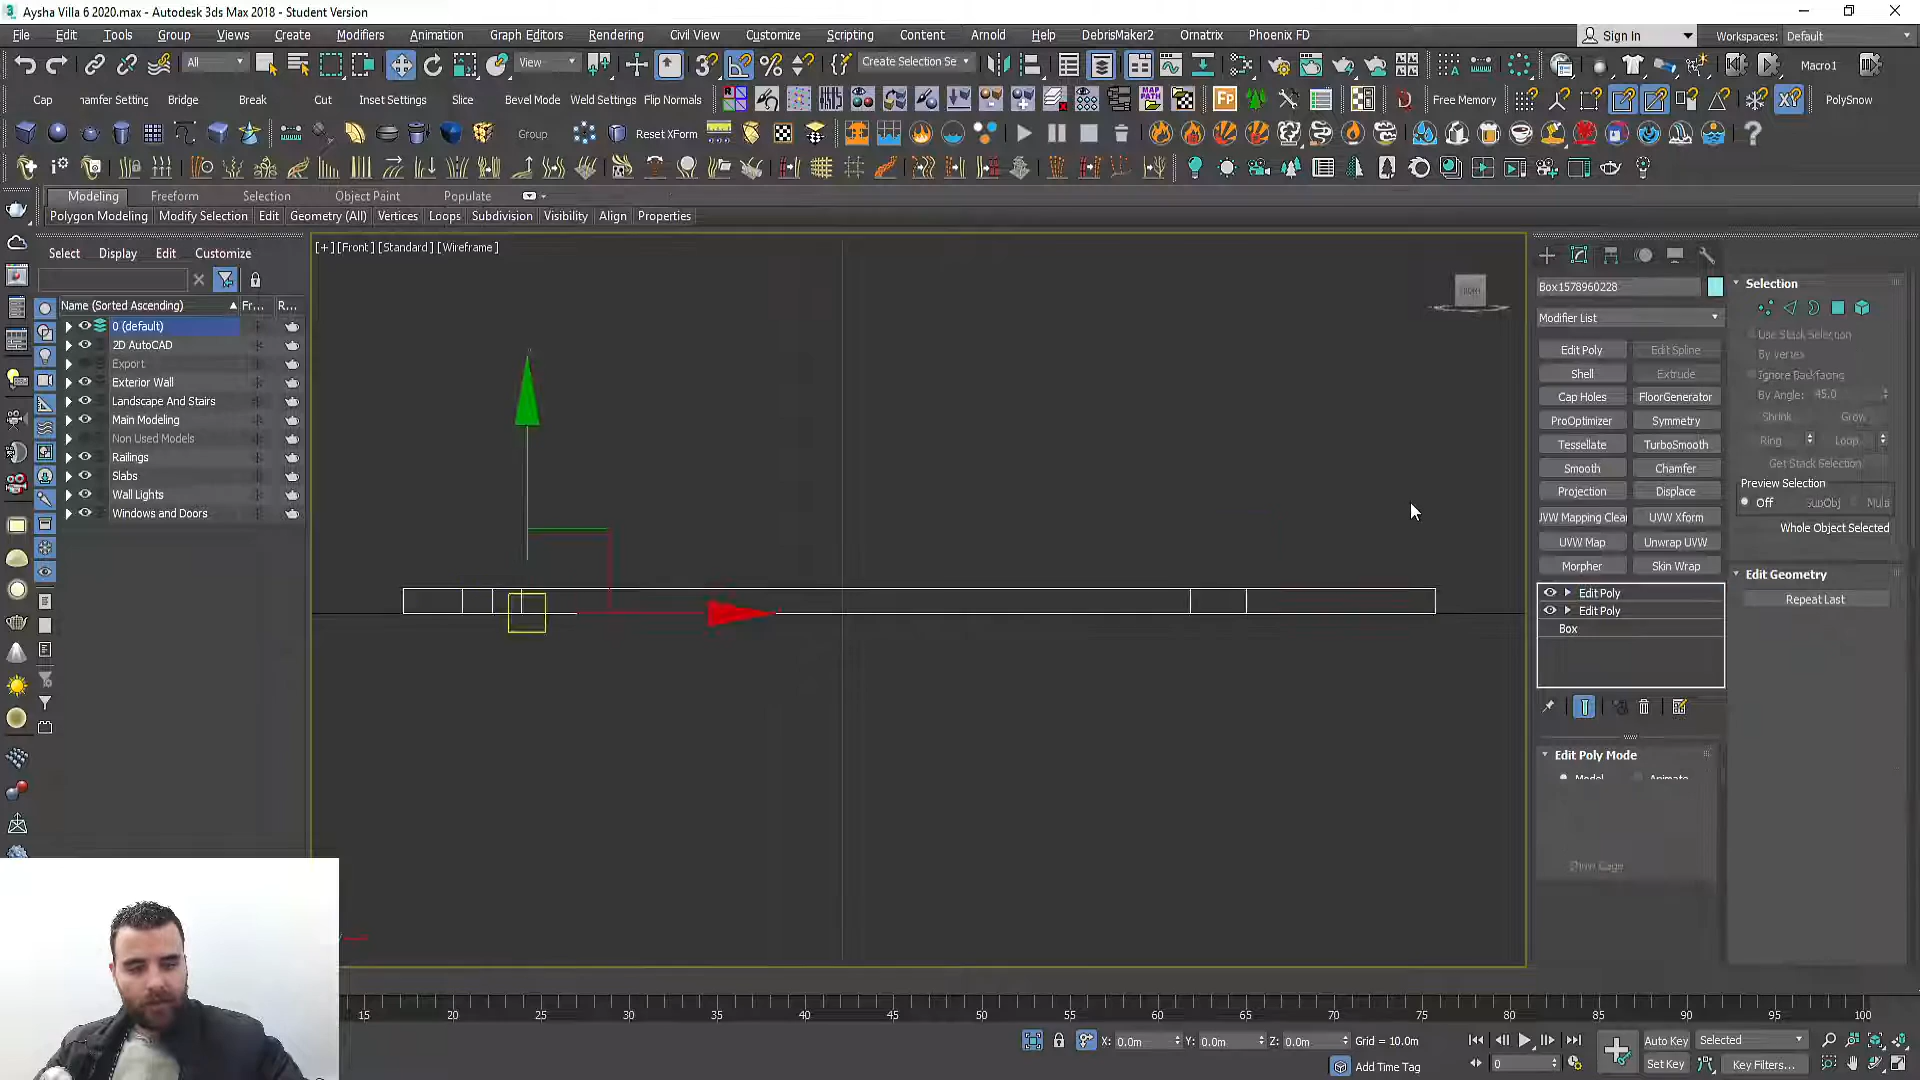 Aysha Villa 6 2020.max - Autodesk 3ds Max 2018 - Student Version
File Edit Tools Group Views Create Modifiers Animation Graph Editors Rendering Civil View Customize Scripting Content Arnold Help DebrisMaker2 Ornatrix Phoenix FD Sign In Workspaces: Default
All View Create Selection Se Macro1
Cap hamfer Setting Bridge Break Cut Inset Settings Slice Bevel Mode Weld Settings Flip Normals Free Memory PolySnow
Group Reset XForm
Modeling Freeform Selection Object Paint Populate
Polygon Modeling Modify Selection Edit Geometry (All) Vertices Loops Subdivision Visibility Align Properties
Select Display Edit Customize
Name (Sorted Ascending) Fr... R...
0 (default)
2D AutoCAD
Export
Exterior Wall
Landscape And Stairs
Main Modeling
Non Used Models
Railings
Slabs
Wall Lights
Windows and Doors
[+] [Front] [Standard] [Wireframe]
FRONT
Box1578960228
Modifier List
Edit Poly Edit Spline
Shell Extrude
Cap Holes FloorGenerator
ProOptimizer Symmetry
Tessellate TurboSmooth
Smooth Chamfer
Projection Displace
UVW Mapping Clea UVW Xform
UVW Map Unwrap UVW
Morpher Skin Wrap
Edit Poly
Edit Poly
Box
Edit Poly Mode
Model Animate
Show Cage
Selection
Use Stack Selection
By Vertex
Ignore Backfacing
By Angle: 45.0
Shrink Grow
Ring Loop
Get Stack Selection
Preview Selection
Off SubObj Multi
Whole Object Selected
Edit Geometry
Repeat Last
15 20 25 30 35 40 45 50 55 60 65 70 75 80 85 90 95 100
X: 0.0m Y: 0.0m Z: 0.0m Grid = 10.0m
Add Time Tag
0
Auto Key Selected
Set Key Key Filters...